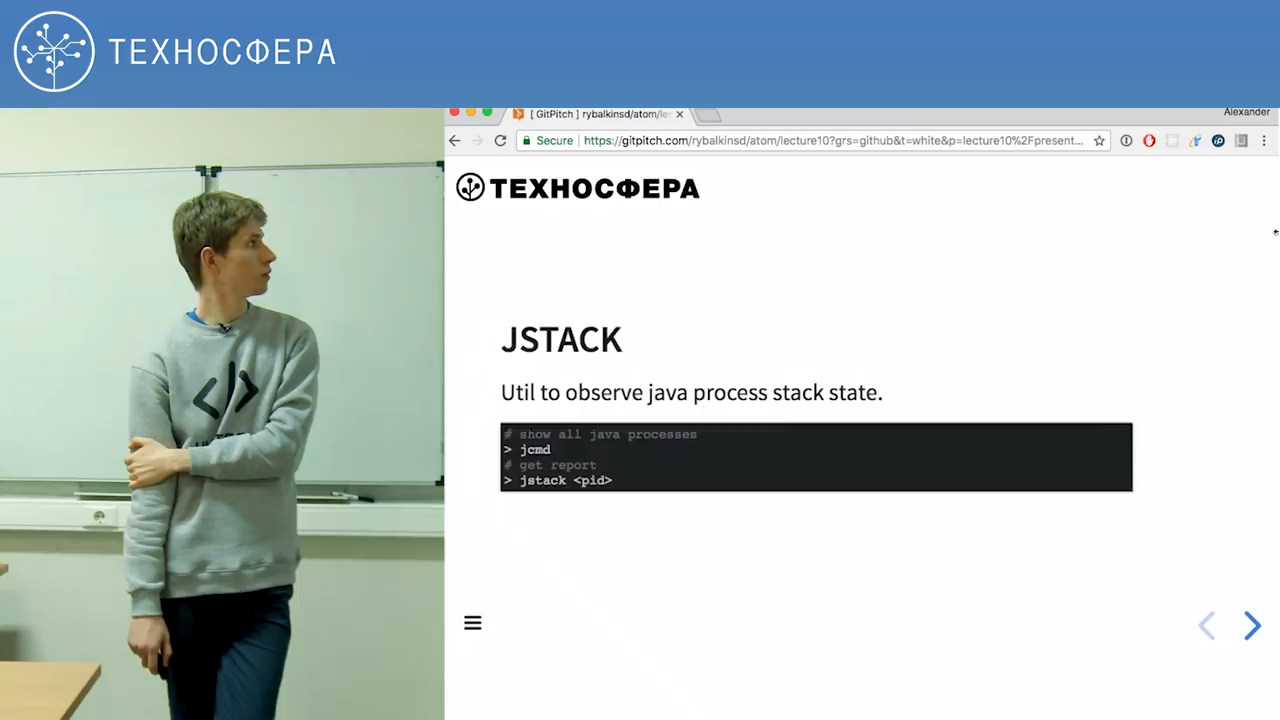 ТЕХНОСФЕРА
[ GitPitch ] rybalkinsd/atom/le
Alexander
Secure
https://gitpitch.com/rybalkinsd/atom/lecture10?grs=github&t=white&p=lecture10%2Fpresent...
ТЕХНОСФЕРА
JSTACK
Util to observe java process stack state.
# show all java processes
> jcmd
# get report
> jstack <pid>